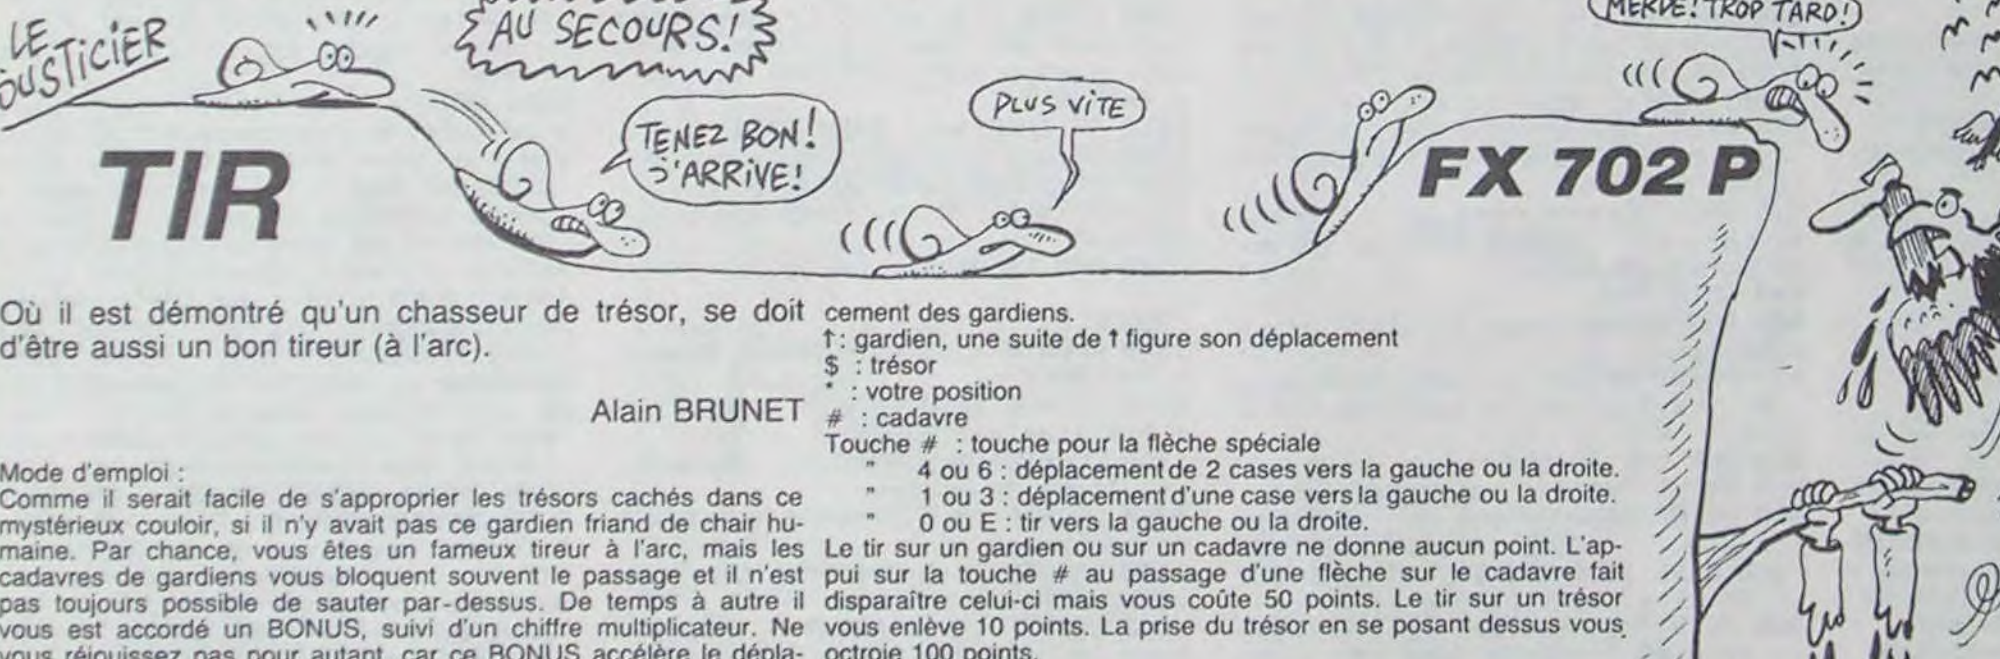 LE
JUSTICIER
AU SECOURS!
TENEZ BON!
J'ARRIVE!
PLUS VITE
MERDE! TROP TARD!
TIR
FX 702 P
Où il est démontré qu'un chasseur de trésor, se doit
d'être aussi un bon tireur (à l'arc).
Alain BRUNET
Mode d'emploi :
Comme il serait facile de s'approprier les trésors cachés dans ce
mystérieux couloir, si il n'y avait pas ce gardien friand de chair hu-
maine. Par chance, vous êtes un fameux tireur à l'arc, mais les
cadavres de gardiens vous bloquent souvent le passage et il n'est
pas toujours possible de sauter par-dessus. De temps à autre il
vous est accordé un BONUS, suivi d'un chiffre multiplicateur. Ne
vous réjouissez pas pour autant, car ce BONUS accélère le dépla-
cement des gardiens.
↑ : gardien, une suite de ↑ figure son déplacement
$ : trésor
* : votre position
# : cadavre
Touche # : touche pour la flèche spéciale
" 4 ou 6 : déplacement de 2 cases vers la gauche ou la droite.
" 1 ou 3 : déplacement d'une case vers la gauche ou la droite.
" 0 ou E : tir vers la gauche ou la droite.
Le tir sur un gardien ou sur un cadavre ne donne aucun point. L'ap-
pui sur la touche # au passage d'une flèche sur le cadavre fait
disparaître celui-ci mais vous coûte 50 points. Le tir sur un trésor
vous enlève 10 points. La prise du trésor en se posant dessus vous
octroie 100 points.